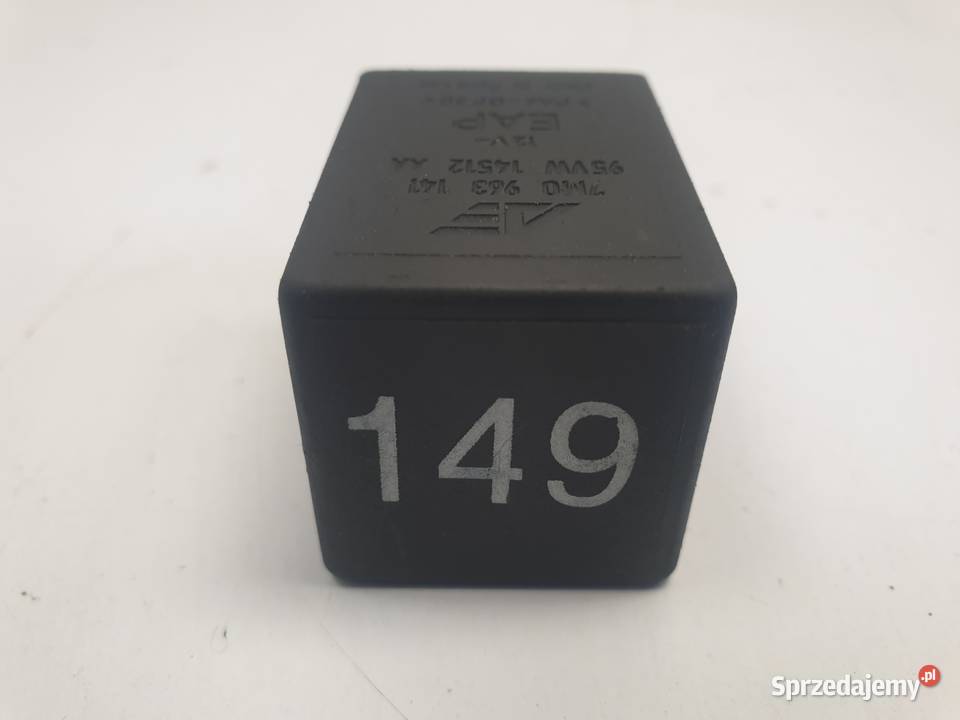 7M0 963 141
95VW 14512 AA
12V-
EAP
149
Sprzedajemy.pl